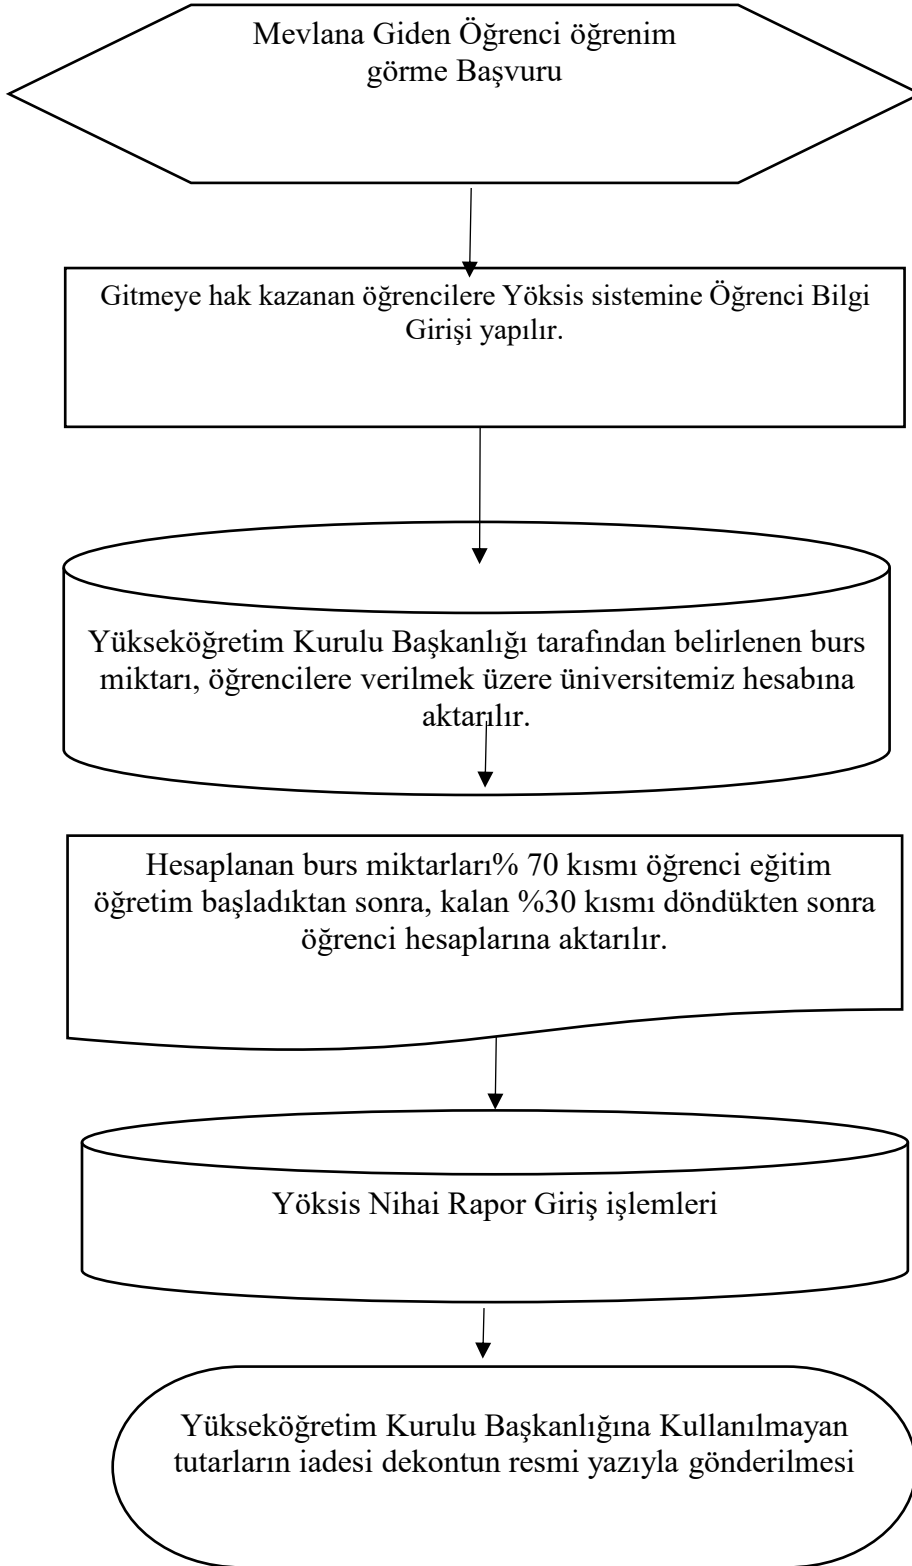 Mevlana Giden Öğrenci öğrenim
görme Başvuru
Gitmeye hak kazanan öğrencilere Yöksis sistemine Öğrenci Bilgi
Girişi yapılır.
Yükseköğretim Kurulu Başkanlığı tarafından belirlenen burs
miktarı, öğrencilere verilmek üzere üniversitemiz hesabına
aktarılır.
Hesaplanan burs miktarları% 70 kısmı öğrenci eğitim
öğretim başladıktan sonra, kalan %30 kısmı döndükten sonra
öğrenci hesaplarına aktarılır.
Yöksis Nihai Rapor Giriş işlemleri
Yükseköğretim Kurulu Başkanlığına Kullanılmayan
tutarların iadesi dekontun resmi yazıyla gönderilmesi